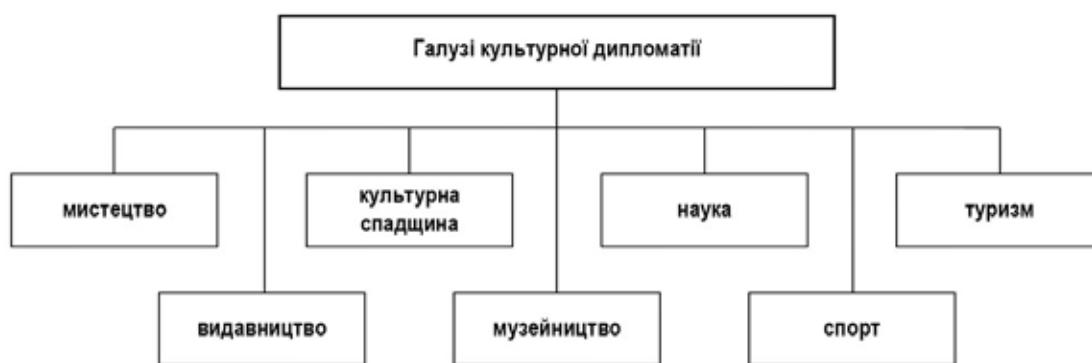 Галузі культурної дипломатії
мистецтво
культурна
спадщина
наука
туризм
видавництво
музейництво
спорт